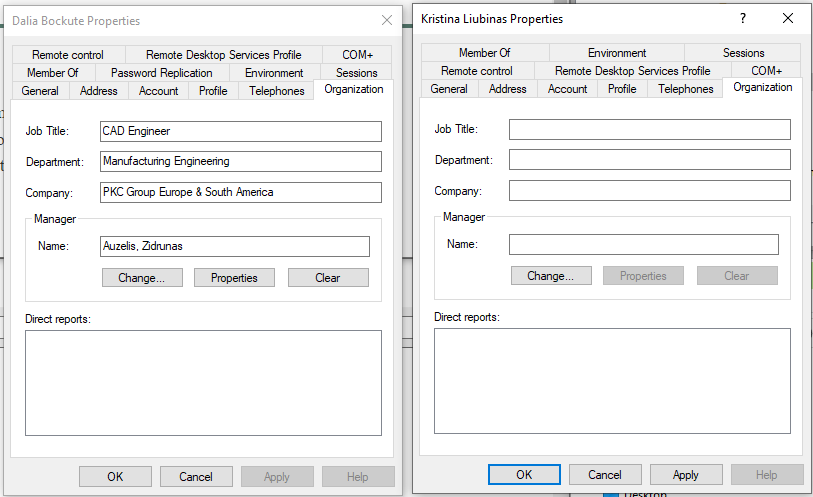 Dalia Bockute Properties
Remote control Remote Desktop Services Profile COM+
Member Of Password Replication Environment Sessions
General Address Account Profile Telephones Organization
Job Title: CAD Engineer
Department: Manufacturing Engineering
Company: PKC Group Europe & South America
Manager
Name: Auzelis, Zidrunas
Change... Properties Clear
Direct reports:
OK Cancel Apply Help
Kristina Liubinas Properties ?
Member Of Environment Sessions
Remote control Remote Desktop Services Profile COM+
General Address Account Profile Telephones Organization
Job Title:
Department:
Company:
Manager
Name:
Change... Properties Clear
Direct reports:
OK Cancel Apply Help
Desktop